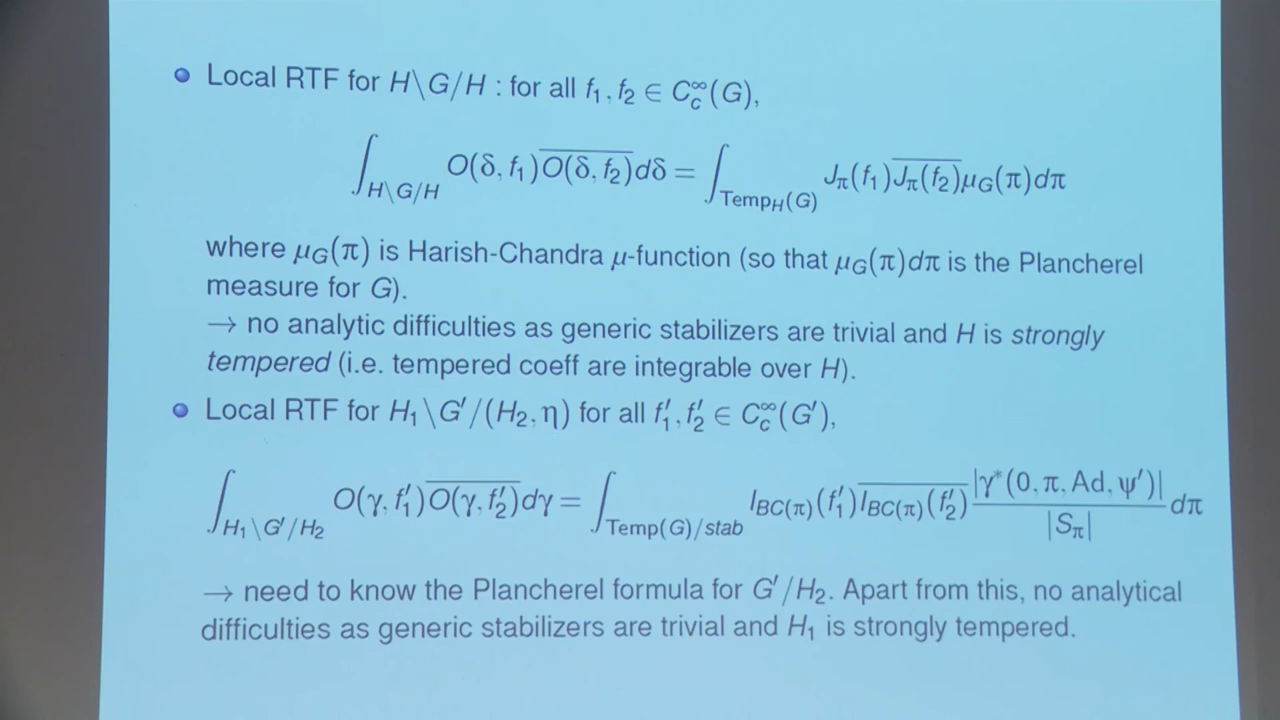 Local RTF for H\G/H : for all f₁, f₂ ∈ C_c^∞(G),
∫_{H\G/H} O(δ, f₁)\overline{O(δ, f₂)}dδ = ∫_{Temp_H(G)} J_π(f₁)\overline{J_π(f₂)}μ_G(π)dπ
where μ_G(π) is Harish-Chandra μ-function (so that μ_G(π)dπ is the Plancherel
measure for G).
→ no analytic difficulties as generic stabilizers are trivial and H is strongly
tempered (i.e. tempered coeff are integrable over H).
Local RTF for H₁\G′/(H₂, η) for all f′₁, f′₂ ∈ C_c^∞(G′),
∫_{H₁\G′/H₂} O(γ, f′₁)\overline{O(γ, f′₂)}dγ = ∫_{Temp(G)/stab} I_{BC(π)}(f′₁)\overline{I_{BC(π)}(f′₂)} \frac{|γ*(0, π, Ad, ψ′)|}{|S_π|} dπ
→ need to know the Plancherel formula for G′/H₂. Apart from this, no analytical
difficulties as generic stabilizers are trivial and H₁ is strongly tempered.